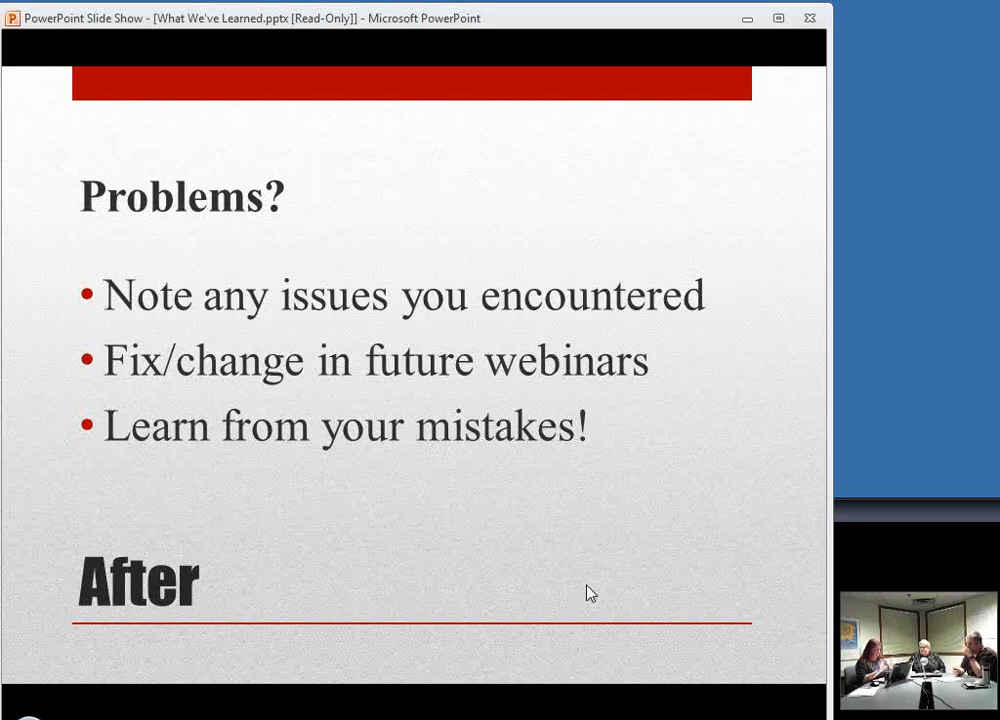 PowerPoint Slide Show - [What We've Learned.pptx [Read-Only]] - Microsoft PowerPoint
Problems?
• Note any issues you encountered
• Fix/change in future webinars
• Learn from your mistakes!
After